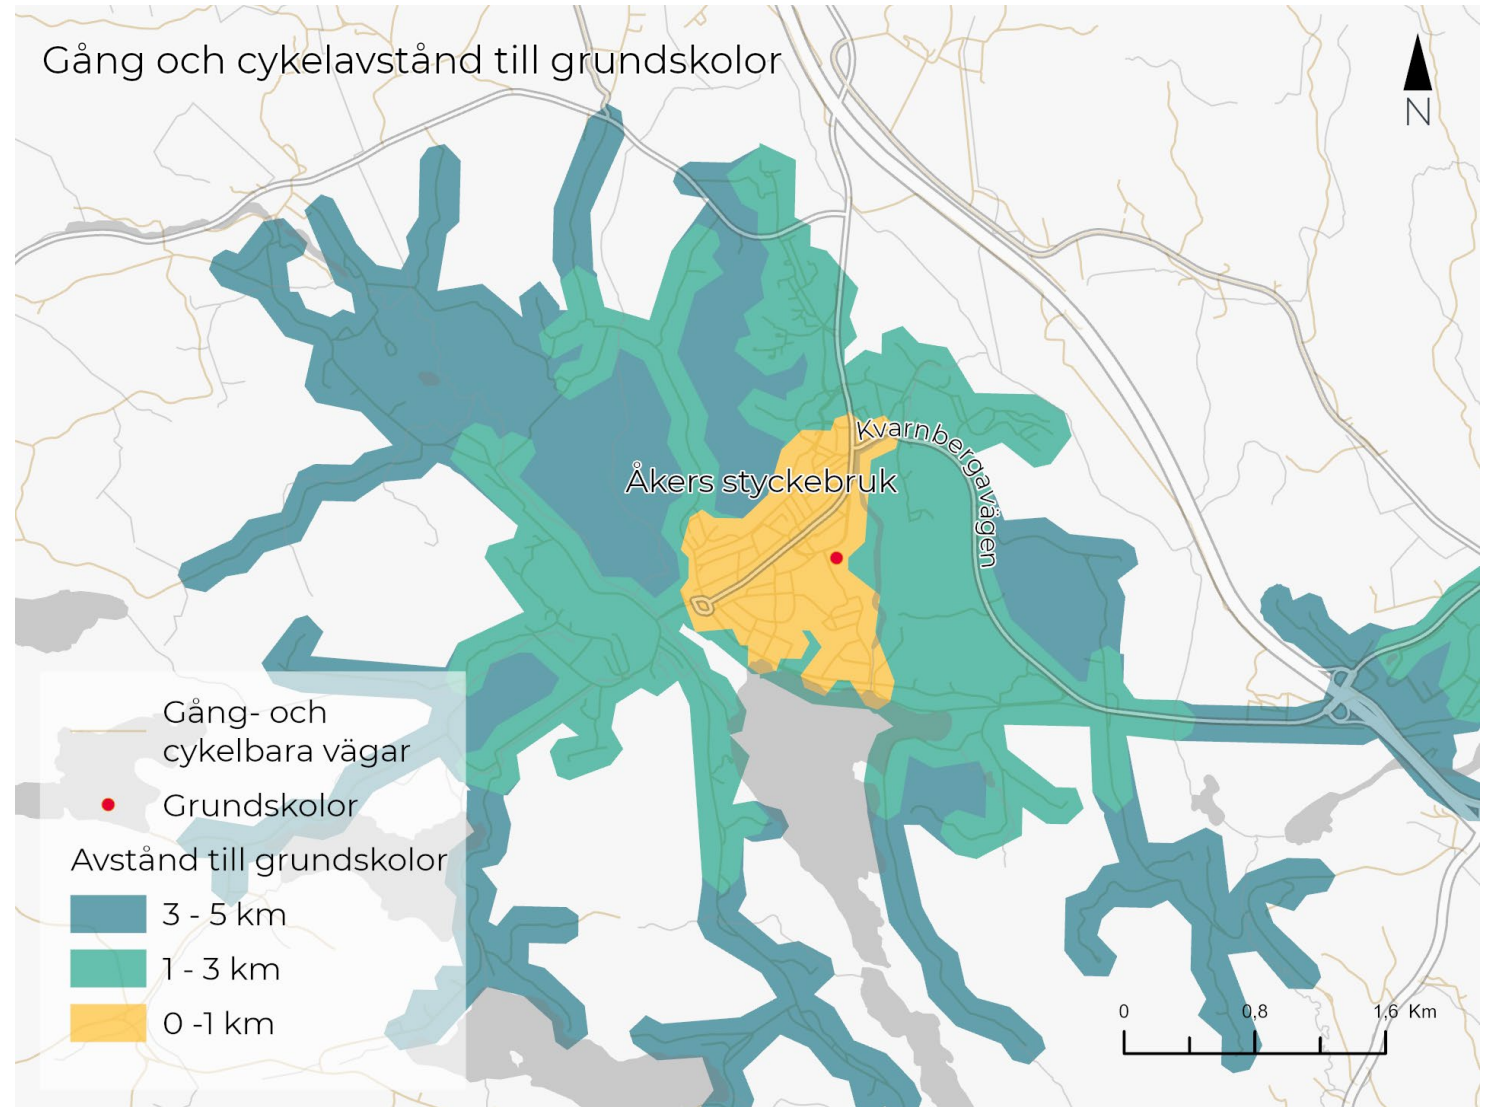 Gång och cykelavstånd till grundskolor
N
Kvarnbergavägen
Åkers styckebruk
Gång- och
cykelbara vägar
Grundskolor
Avstånd till grundskolor
3 - 5 km
1 - 3 km
0 -1 km
0 0,8 1,6 Km